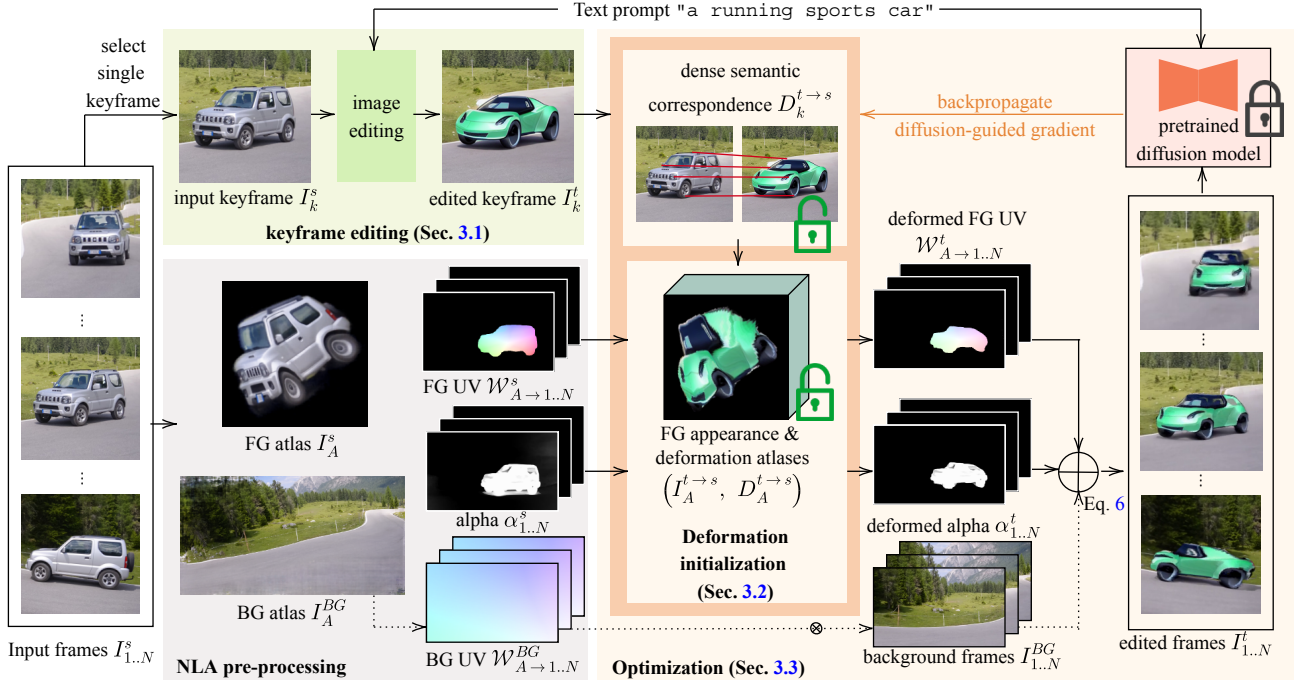 Text prompt "a running sports car"
select
single
keyframe
image
editing
input keyframe I_k^s
edited keyframe I_k^t
keyframe editing (Sec. 3.1)
dense semantic
correspondence D_k^{t→s}
backpropagate
diffusion-guided gradient
pretrained
diffusion model
⋮
⋮
Input frames I_{1..N}^s
FG atlas I_A^s
FG UV W_{A→1..N}^s
alpha α_{1..N}^s
BG atlas I_A^{BG}
BG UV W_{A→1..N}^{BG}
NLA pre-processing
FG appearance &
deformation atlases
(I_A^{t→s}, D_A^{t→s})
Deformation
initialization
(Sec. 3.2)
deformed FG UV
W_{A→1..N}^t
deformed alpha α_{1..N}^t
background frames I_{1..N}^{BG}
Optimization (Sec. 3.3)
Eq. 6
⋮
⋮
edited frames I_{1..N}^t